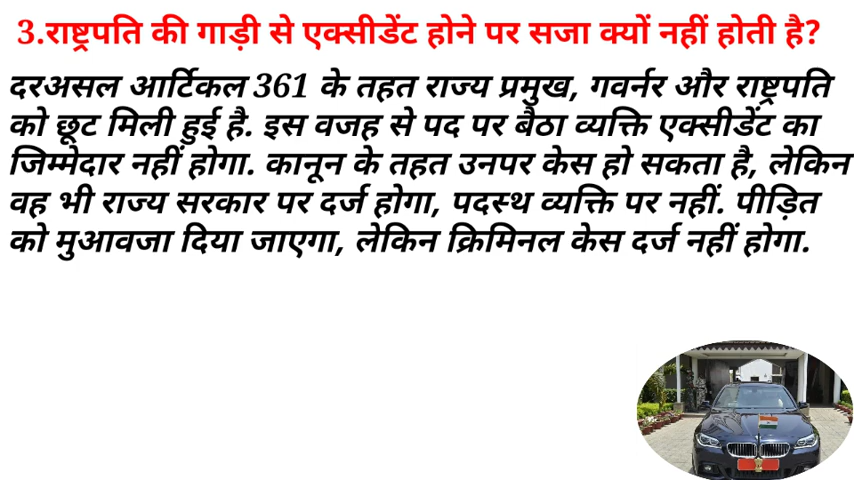 3.राष्ट्रपति की गाड़ी से एक्सीडेंट होने पर सजा क्यों नहीं होती है?
दरअसल आर्टिकल 361 के तहत राज्य प्रमुख, गवर्नर और राष्ट्रपति
को छूट मिली हुई है. इस वजह से पद पर बैठा व्यक्ति एक्सीडेंट का
जिम्मेदार नहीं होगा. कानून के तहत उनपर केस हो सकता है, लेकिन
वह भी राज्य सरकार पर दर्ज होगा, पदस्थ व्यक्ति पर नहीं. पीड़ित
को मुआवजा दिया जाएगा, लेकिन क्रिमिनल केस दर्ज नहीं होगा.